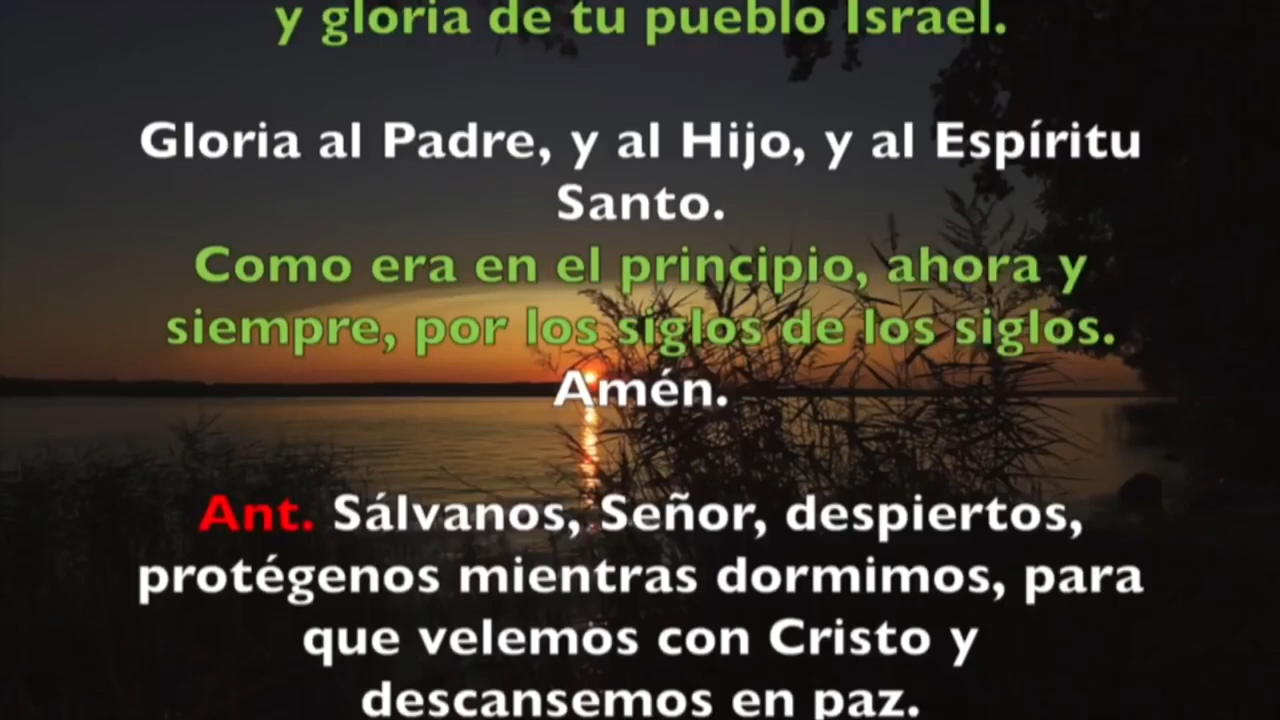 y gloria de tu pueblo Israel.
Gloria al Padre, y al Hijo, y al Espíritu
Santo.
Como era en el principio, ahora y
siempre, por los siglos de los siglos.
Amén.
Ant. Sálvanos, Señor, despiertos,
protégenos mientras dormimos, para
que velemos con Cristo y
descansemos en paz.